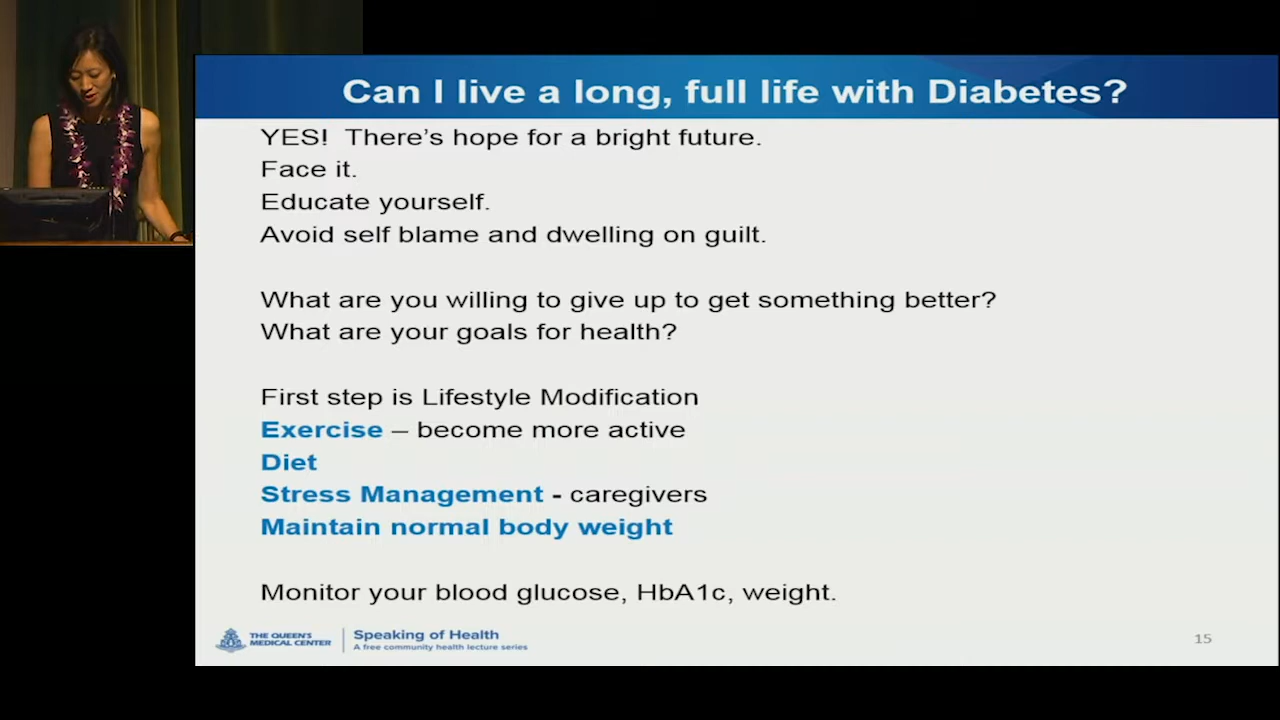 Can I live a long, full life with Diabetes?
YES!  There's hope for a bright future.
Face it.
Educate yourself.
Avoid self blame and dwelling on guilt.
What are you willing to give up to get something better?
What are your goals for health?
First step is Lifestyle Modification
Exercise – become more active
Diet
Stress Management - caregivers
Maintain normal body weight
Monitor your blood glucose, HbA1c, weight.
THE QUEEN'S
MEDICAL CENTER
Speaking of Health
A free community health lecture series
15